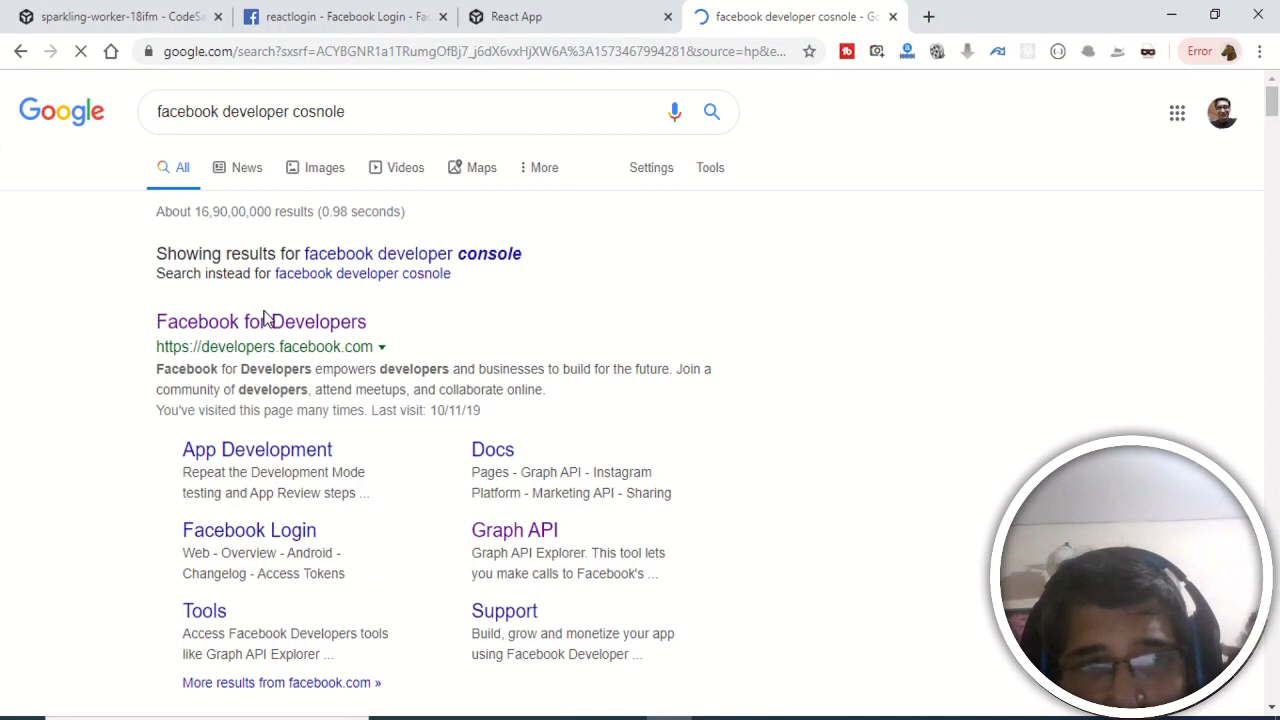 sparkling-worker-18ifm - CodeSa
reactlogin - Facebook Login - Fa
React App
facebook developer cosnole - Go
google.com/search?sxsrf=ACYBGNR1a1TRumgOfBj7_j6dX6vxHjXW6A%3A1573467994281&source=hp&e...
Error
Google
facebook developer cosnole
All
News
Images
Videos
Maps
More
Settings
Tools
About 16,90,00,000 results (0.98 seconds)
Showing results for facebook developer console
Search instead for facebook developer cosnole
Facebook for Developers
https://developers.facebook.com
Facebook for Developers empowers developers and businesses to build for the future. Join a
community of developers, attend meetups, and collaborate online.
You've visited this page many times. Last visit: 10/11/19
App Development
Repeat the Development Mode
testing and App Review steps ...
Docs
Pages - Graph API - Instagram
Platform - Marketing API - Sharing
Facebook Login
Web - Overview - Android -
Changelog - Access Tokens
Graph API
Graph API Explorer. This tool lets
you make calls to Facebook's ...
Tools
Access Facebook Developers tools
like Graph API Explorer ...
Support
Build, grow and monetize your app
using Facebook Developer ...
More results from facebook.com »